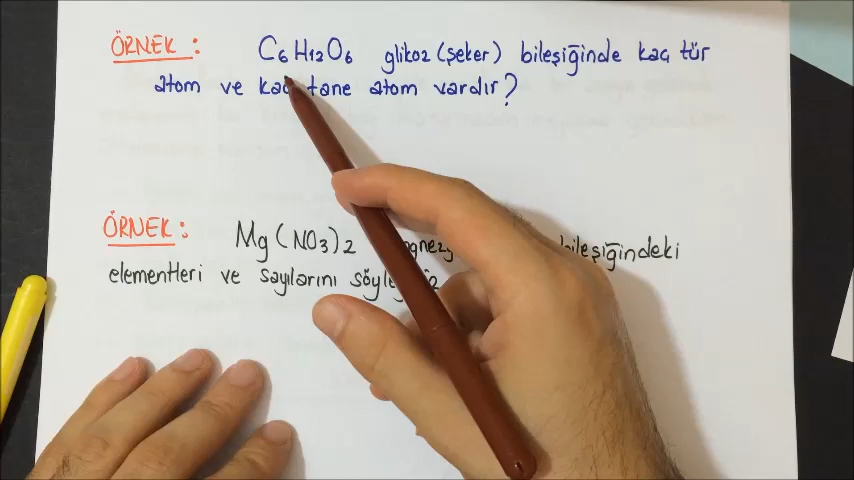 ÖRNEK : C6H12O6 glikoz (şeker) bileşiğinde kaç tür
atom ve kaç tane atom vardır?
ÖRNEK: Mg(NO3)2 bileşiğindeki
elementleri ve sayılarını